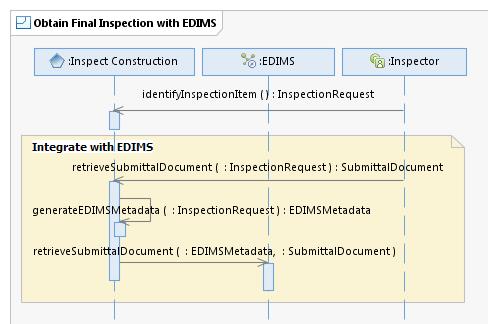 Obtain Final Inspection with EDIMS
:Inspect Construction
:EDIMS
:Inspector
identifyInspectionItem ( ) : InspectionRequest
Integrate with EDIMS
retrieveSubmittalDocument ( : InspectionRequest ) : SubmittalDocument
generateEDIMSMetadata ( : InspectionRequest ) : EDIMSMetadata
retrieveSubmittalDocument ( : EDIMSMetadata, : SubmittalDocument )